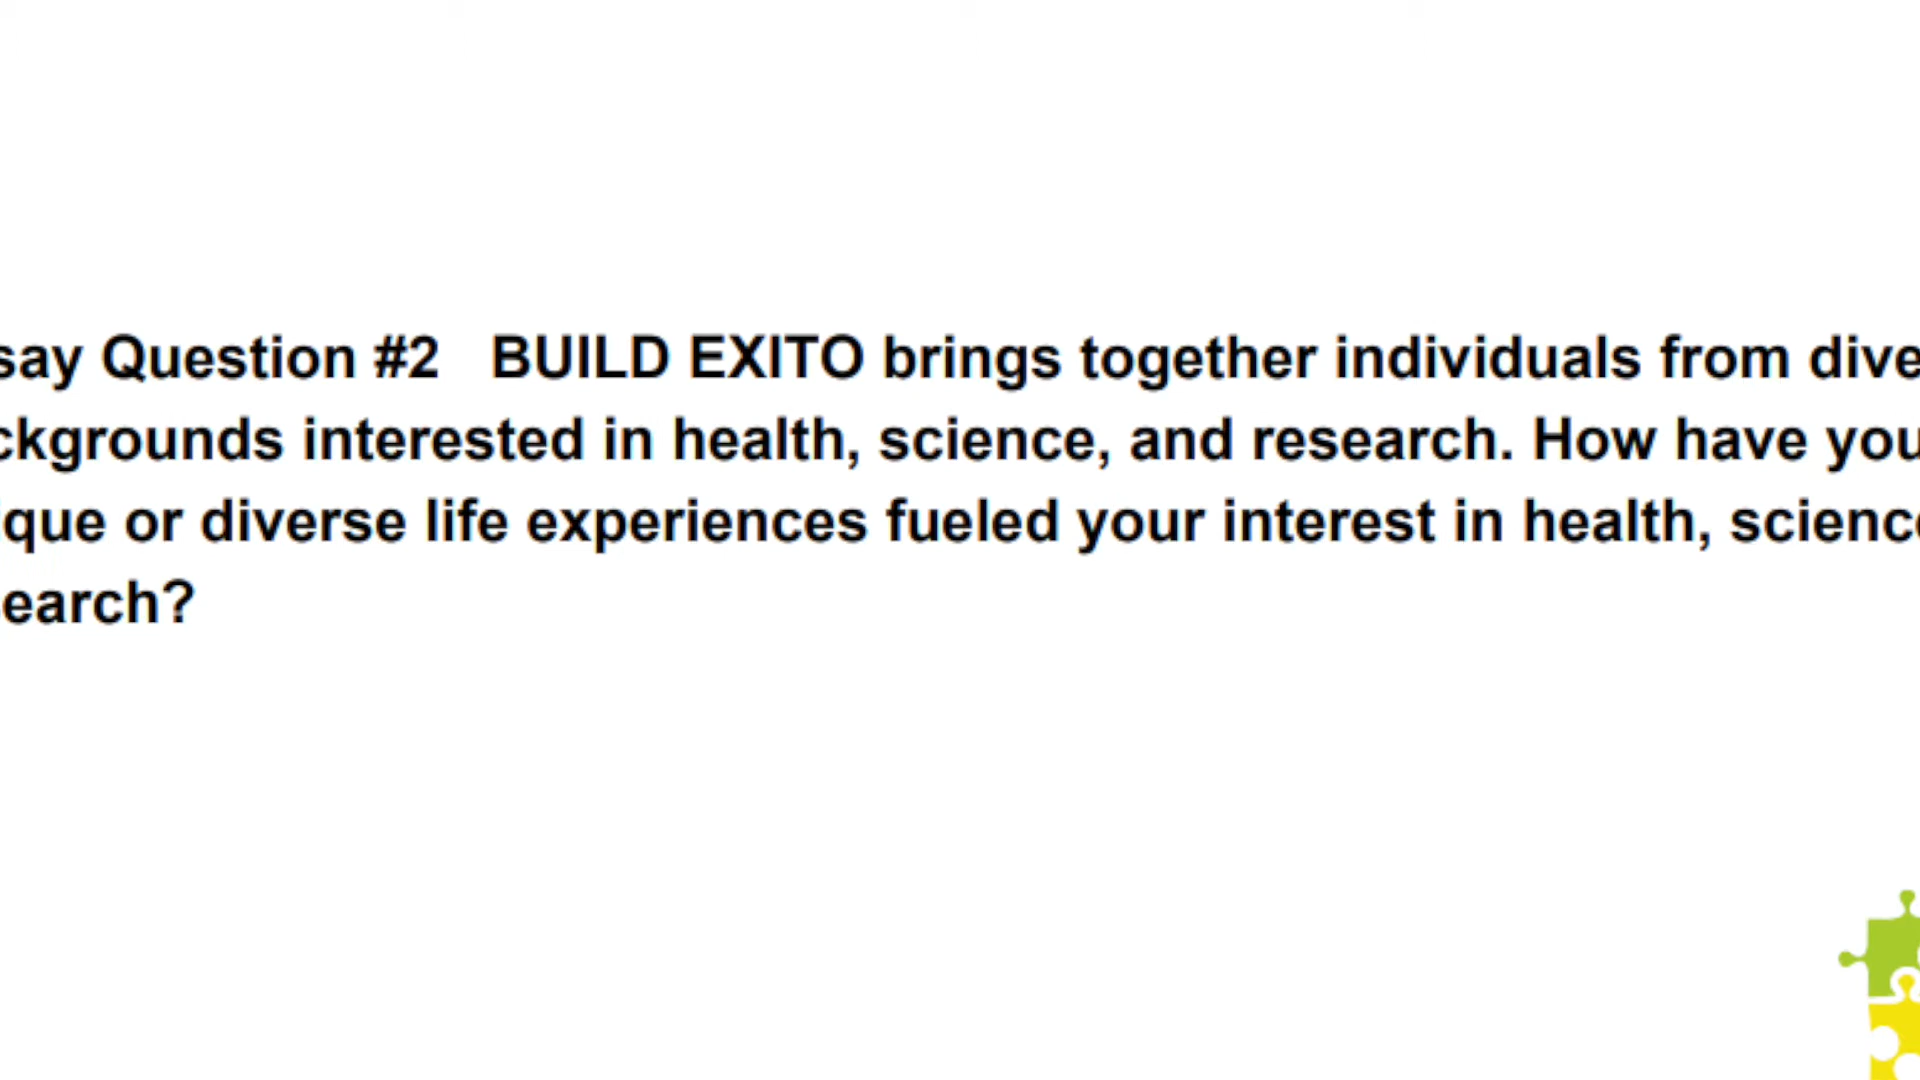 say Question #2 BUILD EXITO brings together individuals from dive
ckgrounds interested in health, science, and research. How have you
que or diverse life experiences fueled your interest in health, scienc
earch?